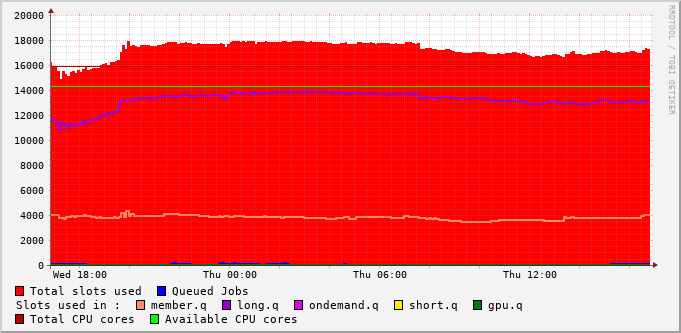 20000
18000
16000
14000
12000
10000
8000
6000
4000
2000
0
Wed 18:00 Thu 00:00 Thu 06:00 Thu 12:00
Total slots used Queued Jobs
Slots used in : member.q long.q ondemand.q short.q gpu.q
Total CPU cores Available CPU cores
RRDTOOL / TOBI OETIKER